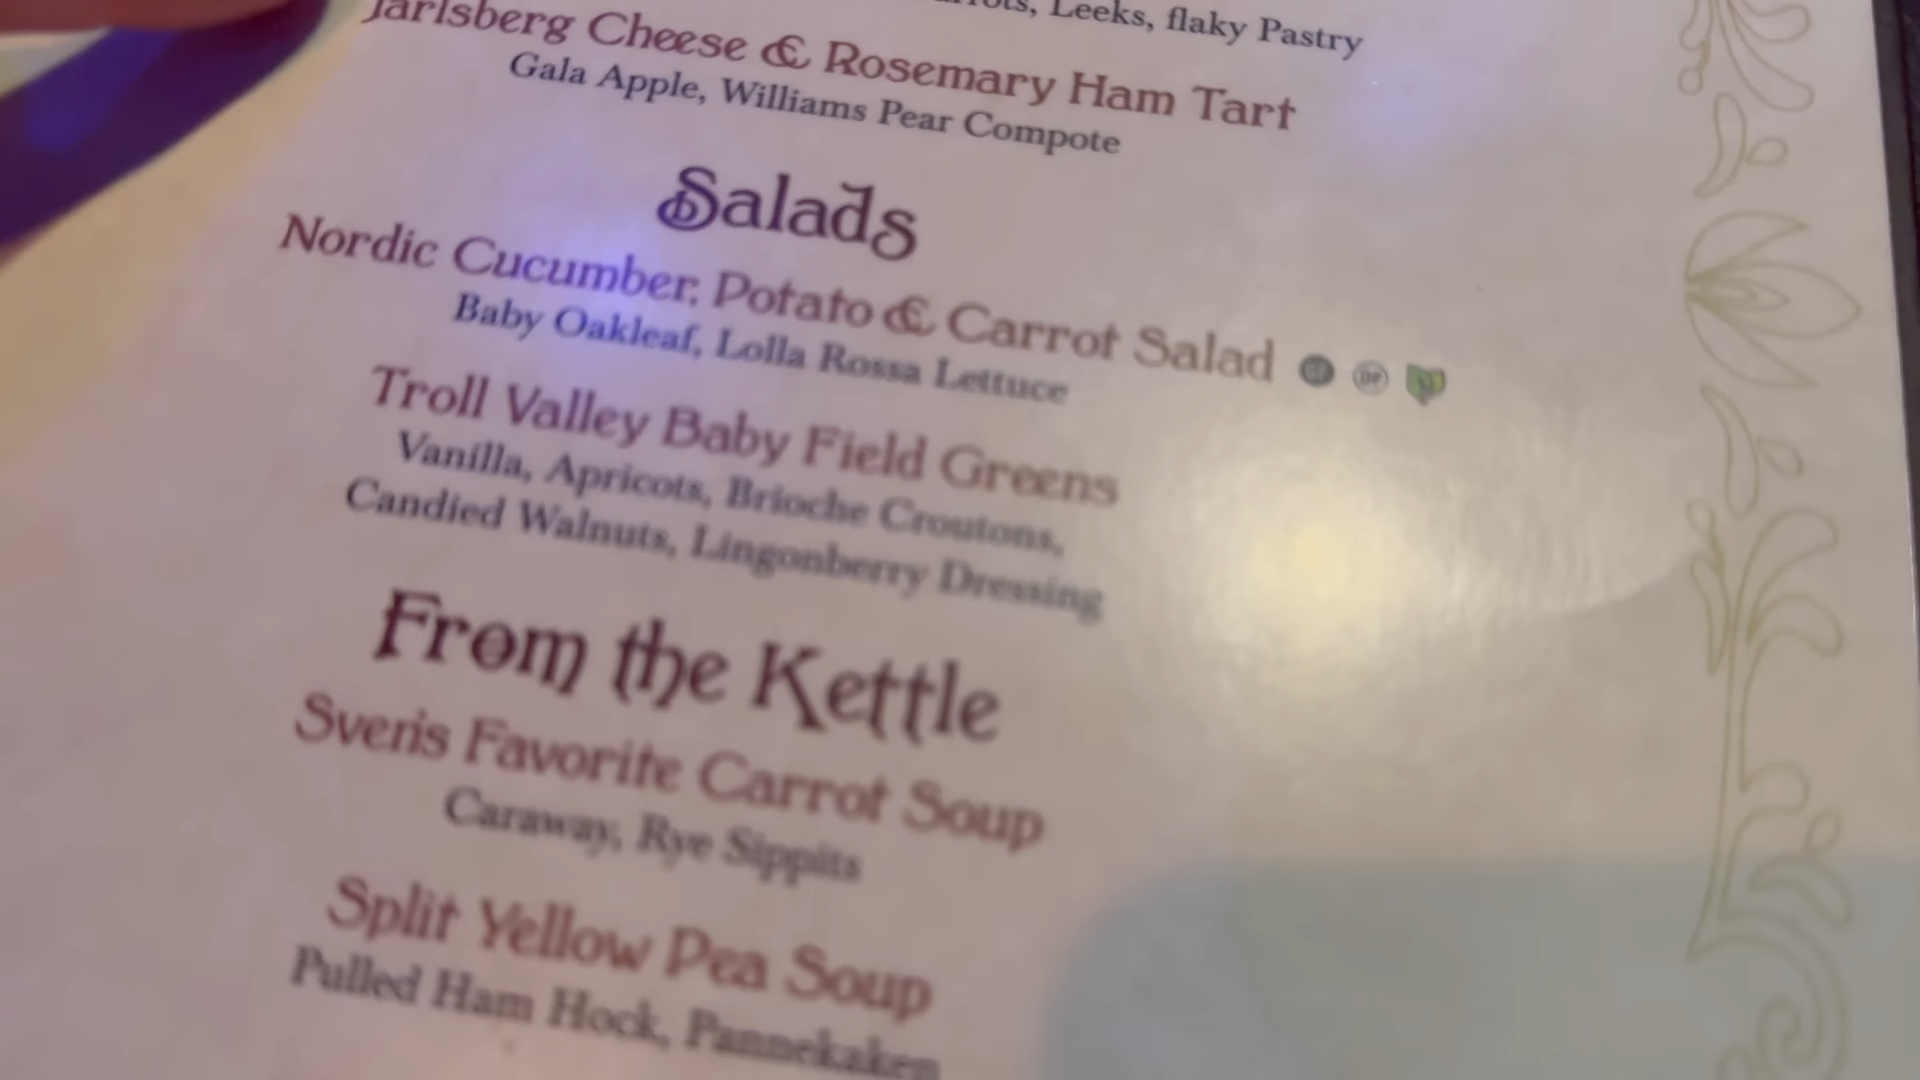 Leeks, flaky Pastry
Jarlsberg Cheese & Rosemary Ham Tart
Gala Apple, Williams Pear Compote
Salads
Nordic Cucumber, Potato & Carrot Salad
Baby Oakleaf, Lolla Rossa Lettuce
Troll Valley Baby Field Greens
Vanilla, Apricots, Brioche Croutons,
Candied Walnuts, Lingonberry Dressing
From the Kettle
Sven's Favorite Carrot Soup
Caraway, Rye Sippits
Split Yellow Pea Soup
Pulled Ham Hock, Pannekaken